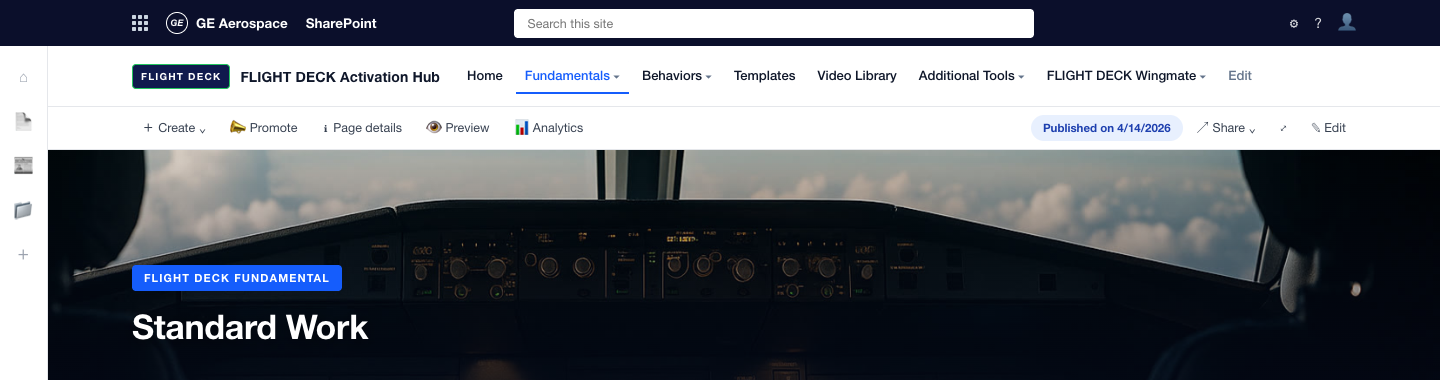 GE GE Aerospace SharePoint Search this site ?
FLIGHT DECK FLIGHT DECK Activation Hub Home Fundamentals Behaviors Templates Video Library Additional Tools FLIGHT DECK Wingmate Edit
+ Create Promote i Page details Preview Analytics Published on 4/14/2026 Share Edit
FLIGHT DECK FUNDAMENTAL
Standard Work